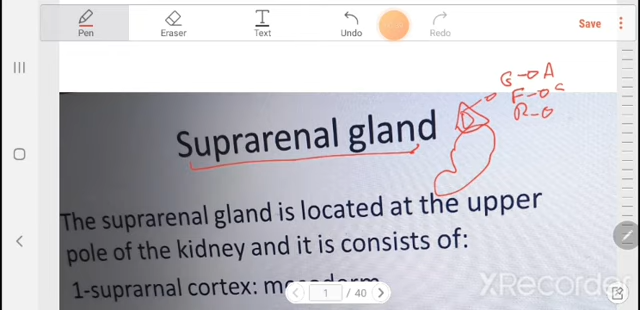 Pen
Eraser
Text
Undo
Redo
Save
G-o A
F-o
R-o
Suprarenal gland
The suprarenal gland is located at the upper
pole of the kidney and it is consists of:
1-suprarnal cortex: mesoderm
1 / 40
XRecorder